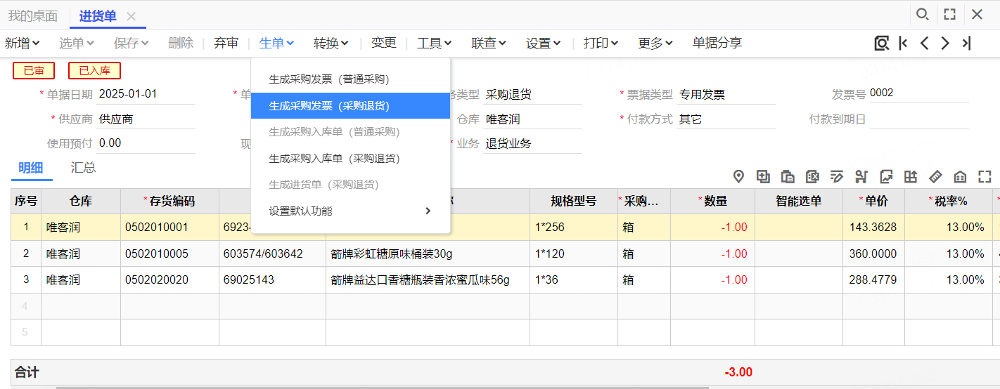 我的桌面 进货单
新增 选单 保存 删除 弃审 生单 转换 变更 工具 联查 设置 打印 更多 单据分享
已审 已入库
生成采购发票（普通采购）
生成采购发票（采购退货）
生成采购入库单（普通采购）
生成采购入库单（采购退货）
生成进货单（采购退货）
设置默认功能
* 单据日期 2025-01-01 * 单 务类型 采购退货 * 票据类型 专用发票 发票号 0002
* 供应商 供应商 仓库 唯客润 * 付款方式 其它 付款到期日
使用预付 0.00 现 * 业务 退货业务
明细 汇总
序号 仓库 *存货编码 称 规格型号 *采购... *数量 智能选单 *单价 *税率% *
1 唯客润 0502010001 6923 1*256 箱 -1.00 143.3628 13.00%
2 唯客润 0502010005 603574/603642 箭牌彩虹糖原味桶装30g 1*120 箱 -1.00 360.0000 13.00%
3 唯客润 0502020020 69025143 箭牌益达口香糖瓶装香浓蜜瓜味56g 1*36 箱 -1.00 288.4779 13.00%
4
5
合计 -3.00